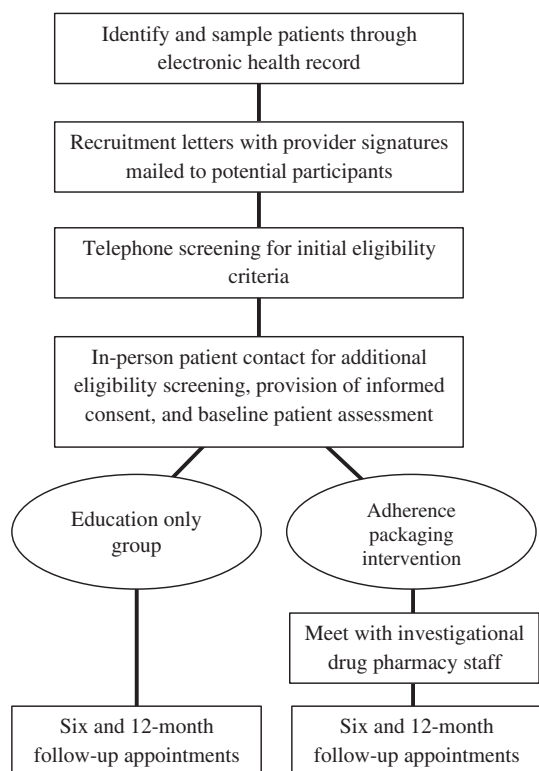 Identify and sample patients through
electronic health record
Recruitment letters with provider signatures
mailed to potential participants
Telephone screening for initial eligibility
criteria
In-person patient contact for additional
eligibility screening, provision of informed
consent, and baseline patient assessment
Education only
group
Adherence
packaging
intervention
Meet with investigational
drug pharmacy staff
Six and 12-month
follow-up appointments
Six and 12-month
follow-up appointments